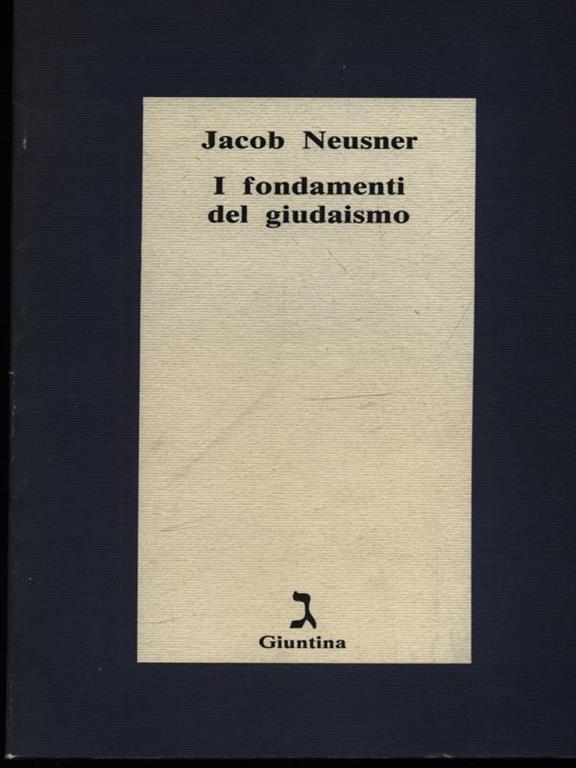 Jacob Neusner
I fondamenti
del giudaismo
ג
Giuntina